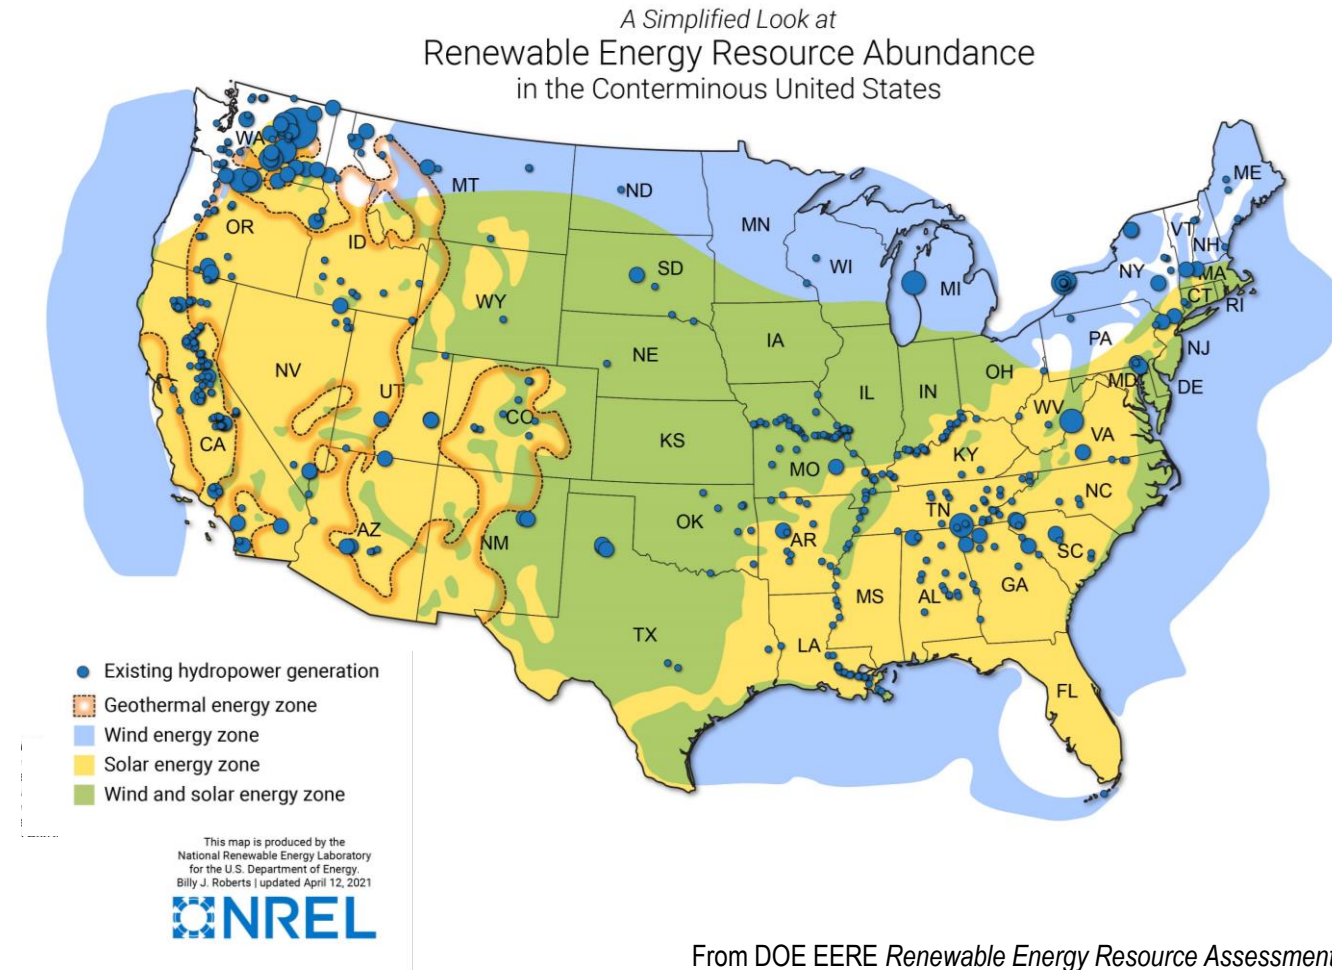 A Simplified Look at
Renewable Energy Resource Abundance
in the Conterminous United States
WA
MT
ND
MN
ME
OR
ID
SD
WI
MI
NY
VT
NH
MA
CT
RI
WY
NE
IA
PA
NJ
NV
UT
CO
KS
IL
IN
OH
MD
DE
WV
VA
CA
MO
KY
NC
AZ
NM
OK
AR
TN
SC
TX
LA
MS
AL
GA
FL
Existing hydropower generation
Geothermal energy zone
Wind energy zone
Solar energy zone
Wind and solar energy zone
This map is produced by the
National Renewable Energy Laboratory
for the U.S. Department of Energy.
Billy J. Roberts | updated April 12, 2021
NREL
From DOE EERE Renewable Energy Resource Assessment